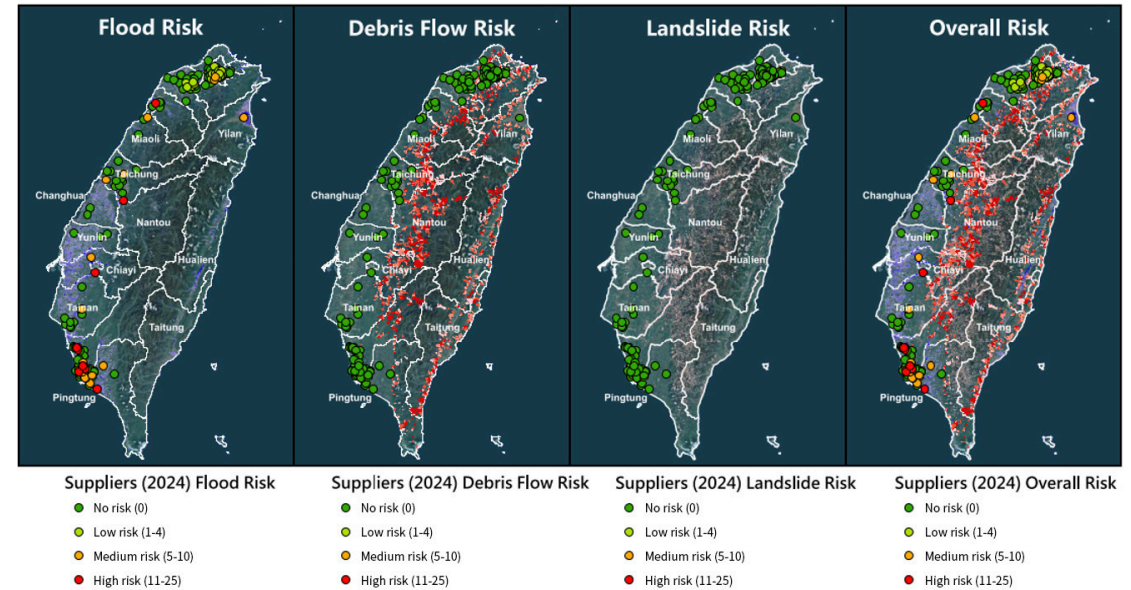 Flood Risk
Miaoli
Yilan
Taichung
Changhua
Nantou
Yunlin
Hualien
Chiayi
Tainan
Taitung
Pingtung
Debris Flow Risk
Miaoli
Yilan
Taichung
Changhua
Nantou
Yunlin
Hualien
Chiayi
Tainan
Taitung
Pingtung
Landslide Risk
Miaoli
Yilan
Taichung
Changhua
Nantou
Yunlin
Hualien
Chiayi
Tainan
Taitung
Pingtung
Overall Risk
Miaoli
Yilan
Taichung
Changhua
Nantou
Yunlin
Hualien
Chiayi
Tainan
Taitung
Pingtung
Suppliers (2024) Flood Risk
No risk (0)
Low risk (1-4)
Medium risk (5-10)
High risk (11-25)
Suppliers (2024) Debris Flow Risk
No risk (0)
Low risk (1-4)
Medium risk (5-10)
High risk (11-25)
Suppliers (2024) Landslide Risk
No risk (0)
Low risk (1-4)
Medium risk (5-10)
High risk (11-25)
Suppliers (2024) Overall Risk
No risk (0)
Low risk (1-4)
Medium risk (5-10)
High risk (11-25)